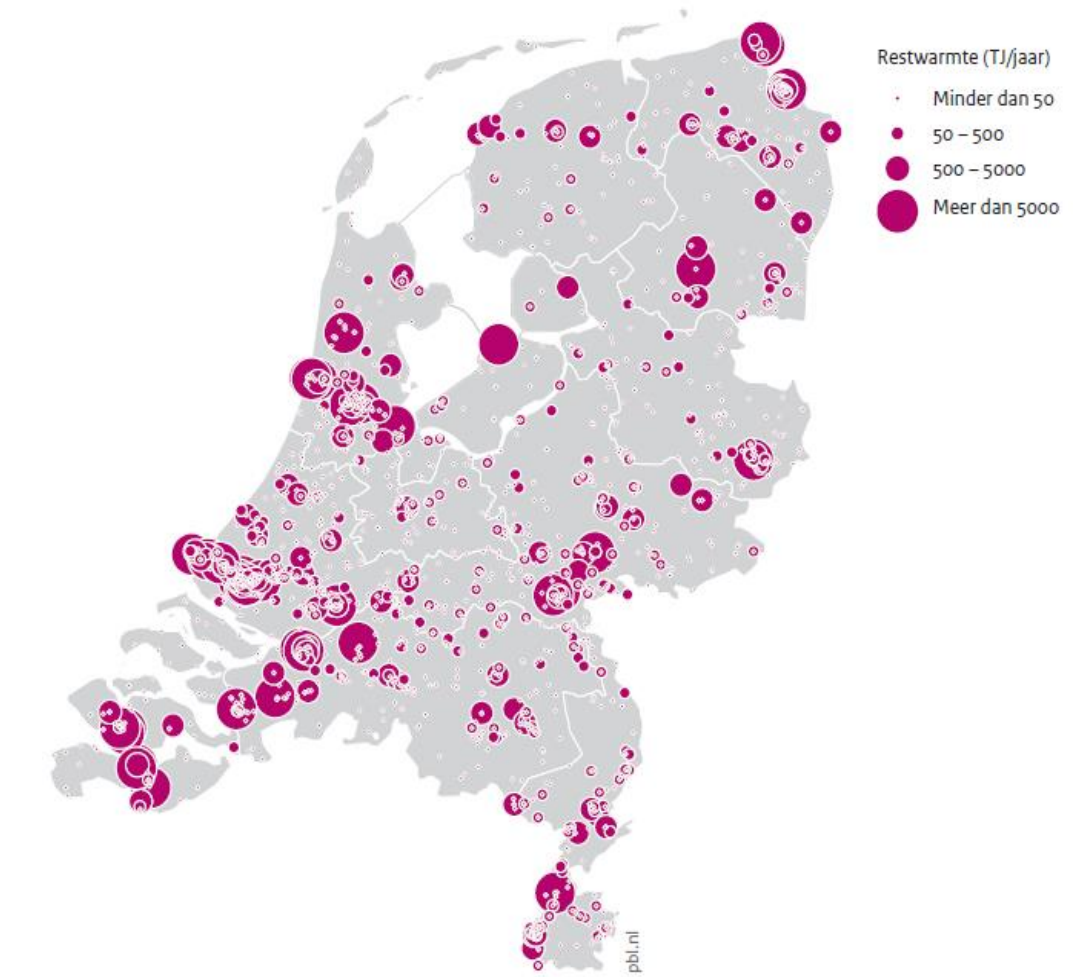 Restwarmte (TJ/jaar)
Minder dan 50
50 – 500
500 – 5000
Meer dan 5000
pbl.nl